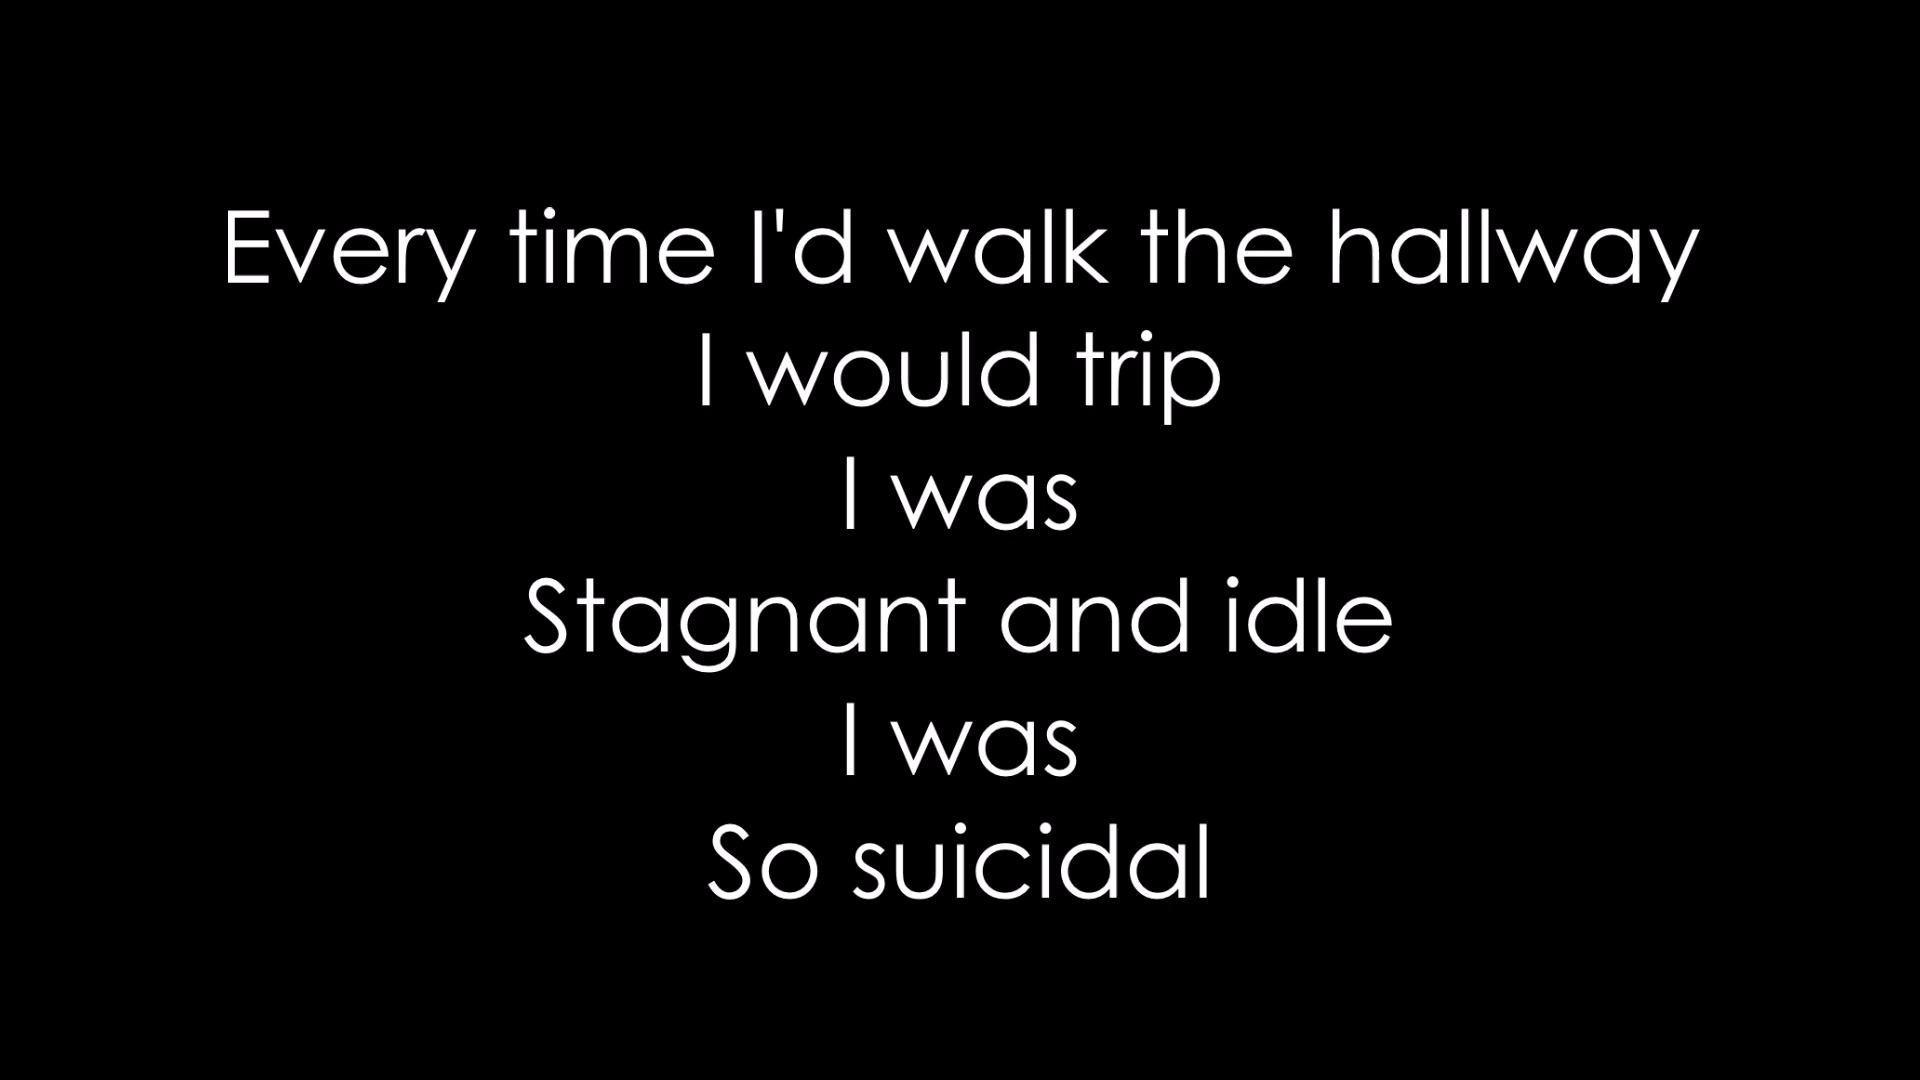 Every time I'd walk the hallway
I would trip
I was
Stagnant and idle
I was
So suicidal